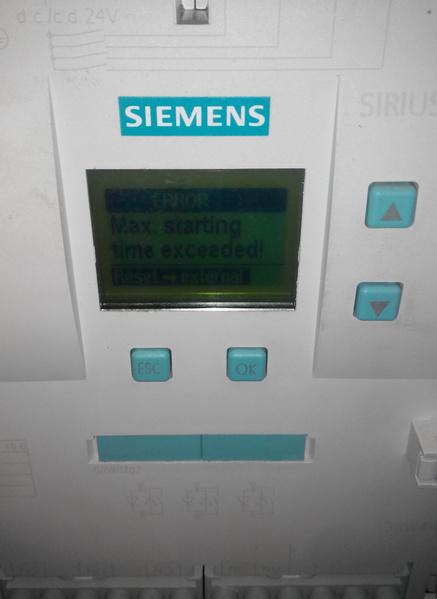 d.c./c.d 24V
SIEMENS
SIRIUS
ERROR
Max. starting
time exceeded!
Reset → external
ESC
OK